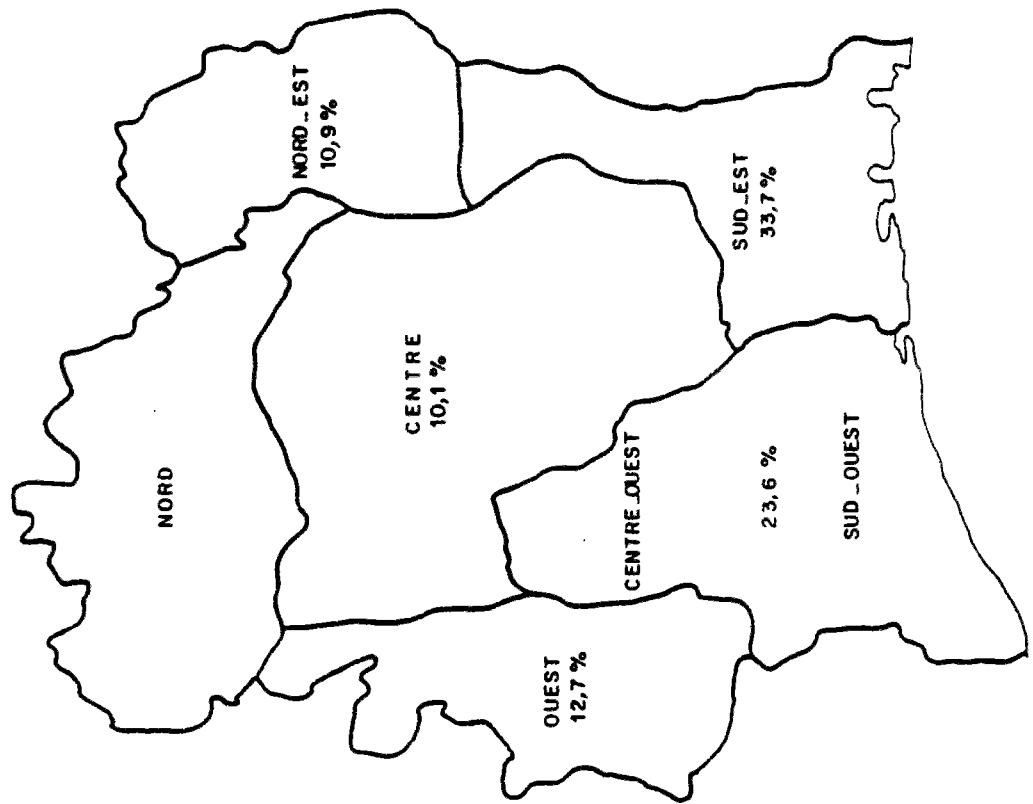 NORD
NORD_EST
10,9 %
CENTRE
10,1 %
OUEST
12,7 %
CENTRE_OUEST
23,6 %
SUD_OUEST
SUD_EST
33,7 %